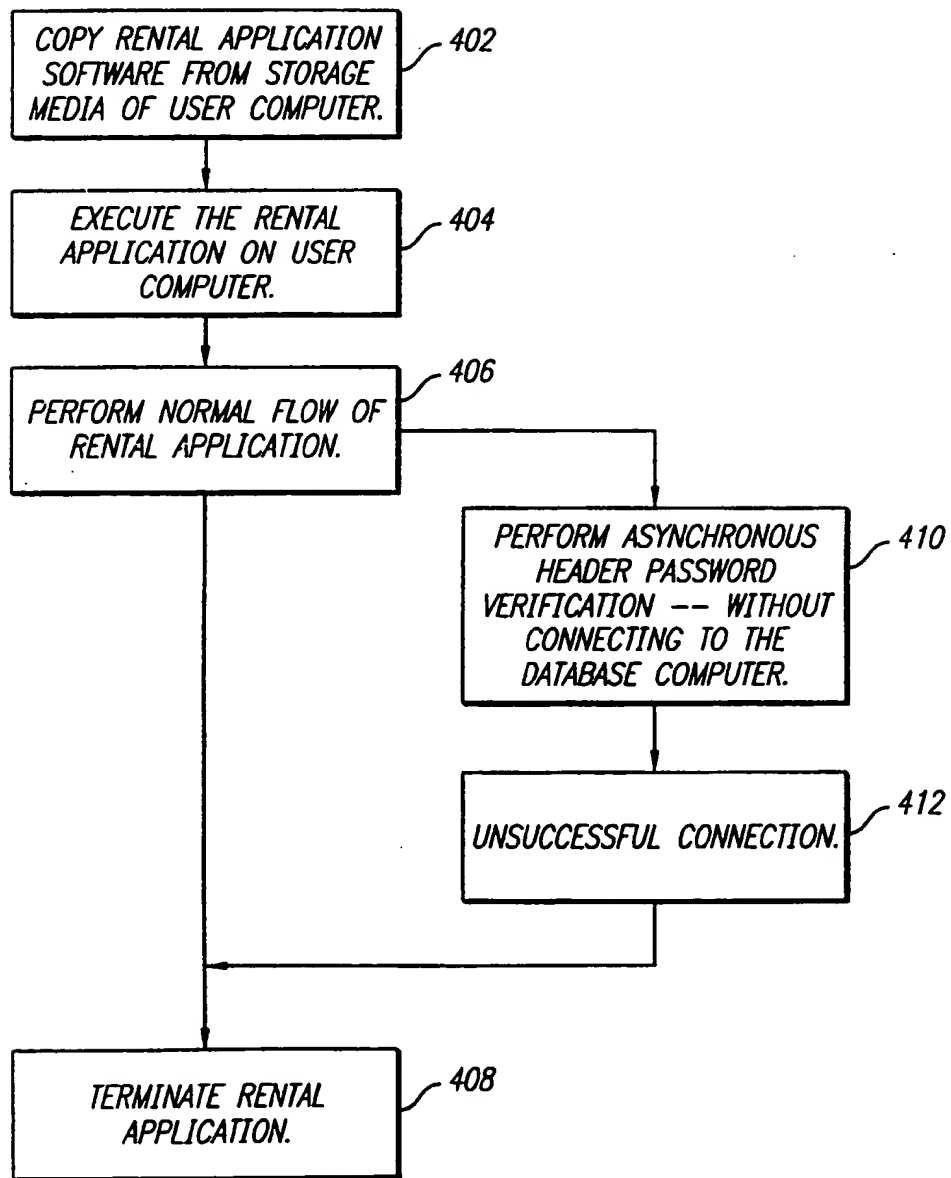 COPY RENTAL APPLICATION
SOFTWARE FROM STORAGE
MEDIA OF USER COMPUTER.
402
EXECUTE THE RENTAL
APPLICATION ON USER
COMPUTER.
404
406
PERFORM NORMAL FLOW OF
RENTAL APPLICATION.
PERFORM ASYNCHRONOUS
HEADER PASSWORD
VERIFICATION -- WITHOUT
CONNECTING TO THE
DATABASE COMPUTER.
410
UNSUCCESSFUL CONNECTION.
412
TERMINATE RENTAL
APPLICATION.
408